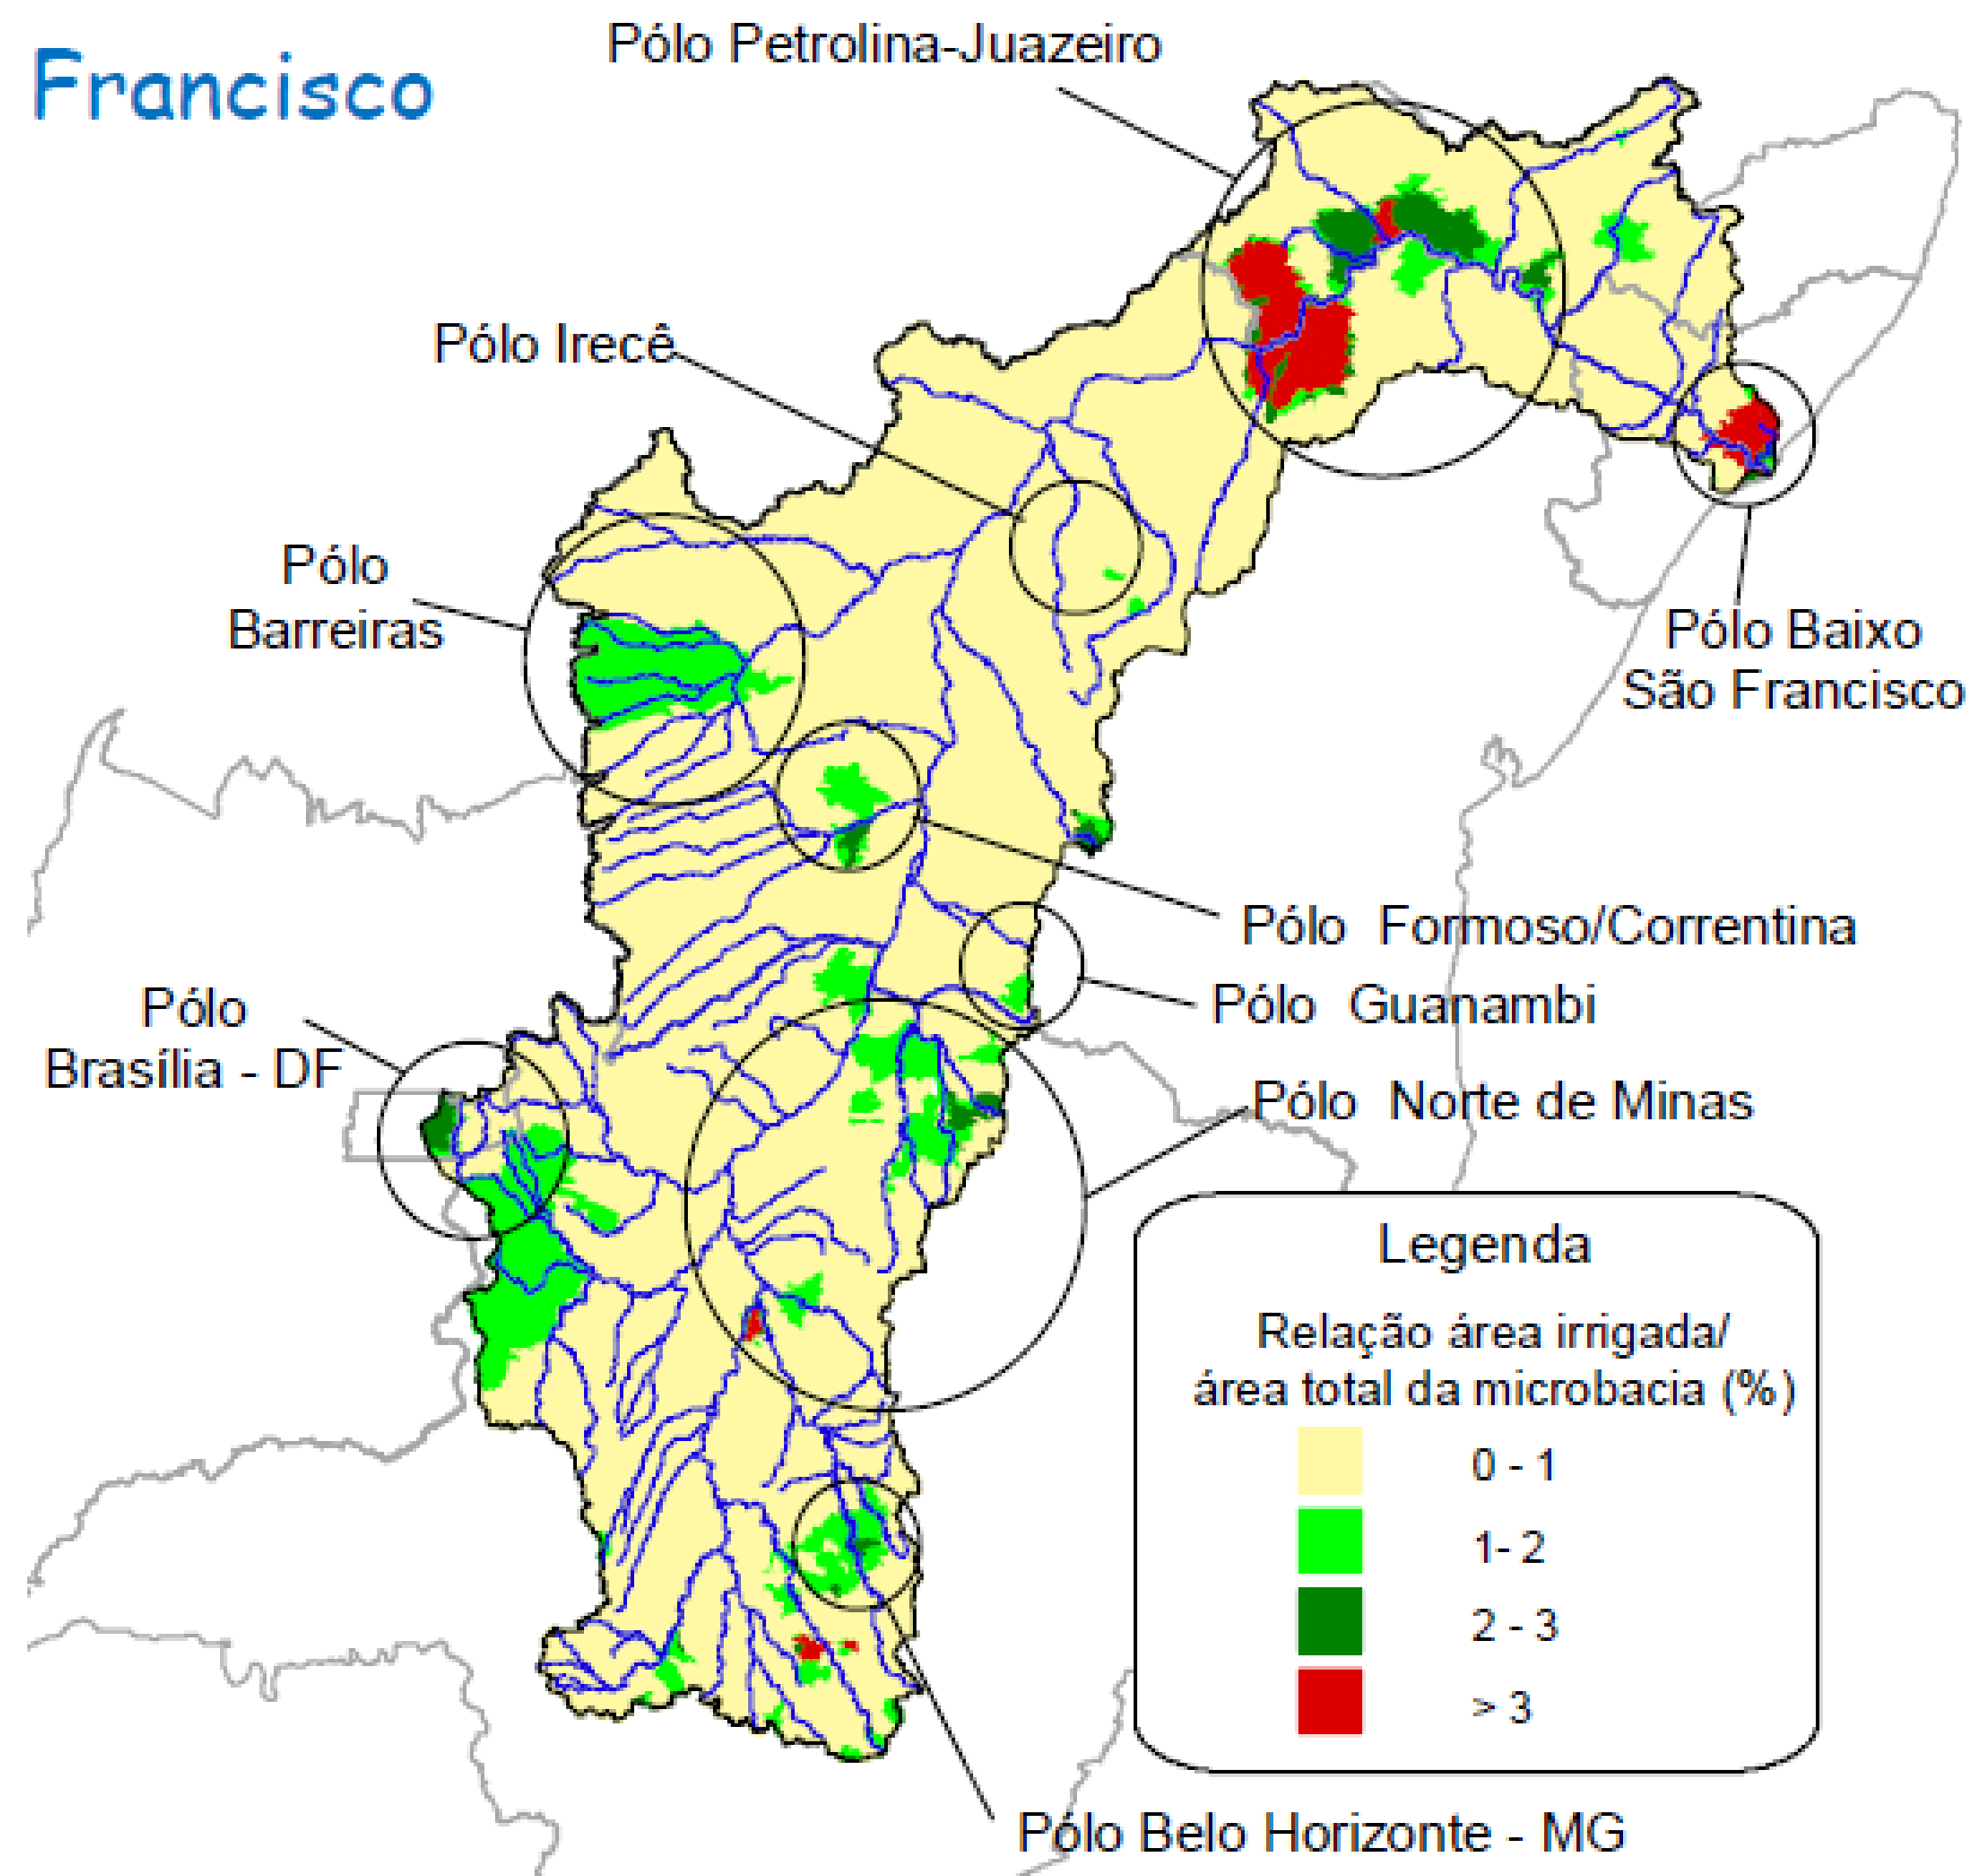 Pólo Petrolina-Juazeiro
Francisco
Pólo Irecê
Pólo
Barreiras
Pólo Baixo
São Francisco
Pólo Formoso/Correntina
Pólo Guanambi
Pólo
Brasília - DF
Pólo Norte de Minas
Legenda
Relação área irrigada/
área total da microbacia (%)
0 - 1
1- 2
2 - 3
> 3
Pólo Belo Horizonte - MG